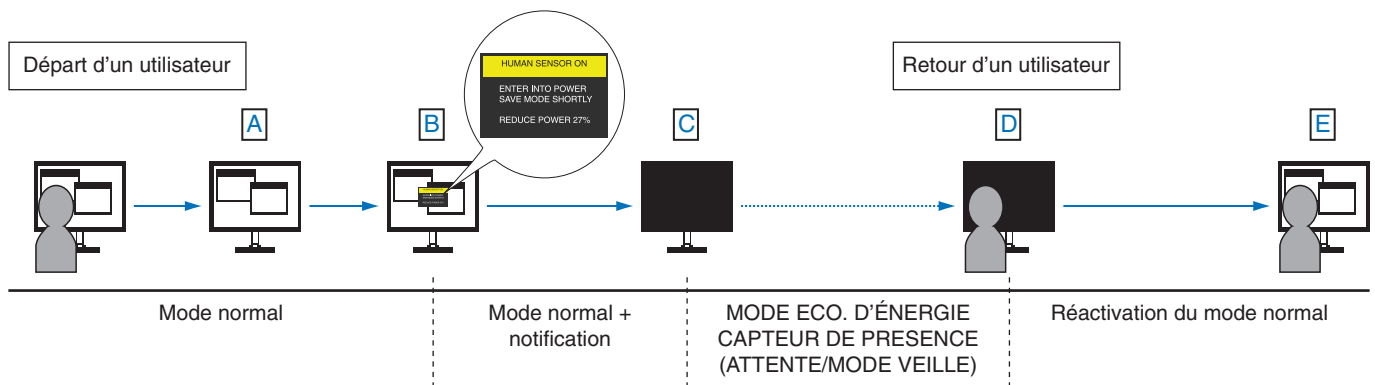 Départ d’un utilisateur
HUMAN SENSOR ON
ENTER INTO POWER
SAVE MODE SHORTLY
REDUCE POWER 27%
Retour d’un utilisateur
A
B
C
D
E
Mode normal
Mode normal +
notification
MODE ECO. D’ÉNERGIE
CAPTEUR DE PRESENCE
(ATTENTE/MODE VEILLE)
Réactivation du mode normal